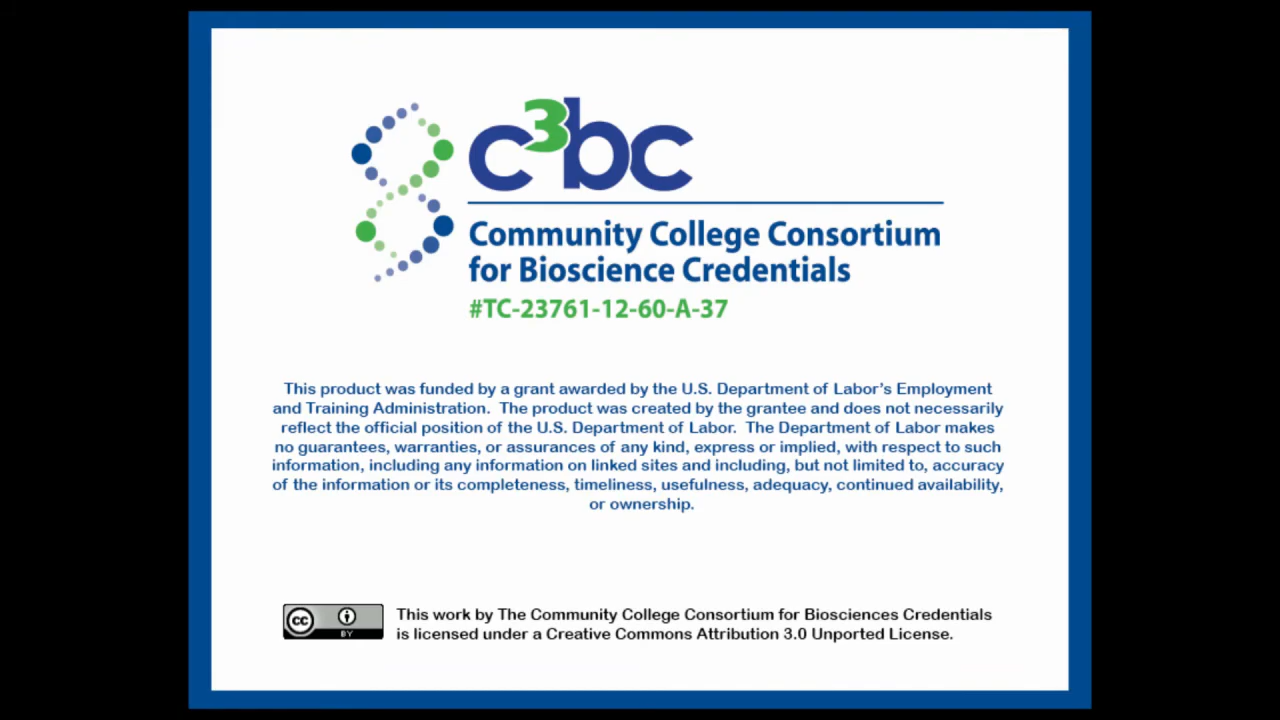 c3bc
Community College Consortium
for Bioscience Credentials
#TC-23761-12-60-A-37
This product was funded by a grant awarded by the U.S. Department of Labor's Employment
and Training Administration. The product was created by the grantee and does not necessarily
reflect the official position of the U.S. Department of Labor. The Department of Labor makes
no guarantees, warranties, or assurances of any kind, express or implied, with respect to such
information, including any information on linked sites and including, but not limited to, accuracy
of the information or its completeness, timeliness, usefulness, adequacy, continued availability,
or ownership.
cc
BY
This work by The Community College Consortium for Biosciences Credentials
is licensed under a Creative Commons Attribution 3.0 Unported License.